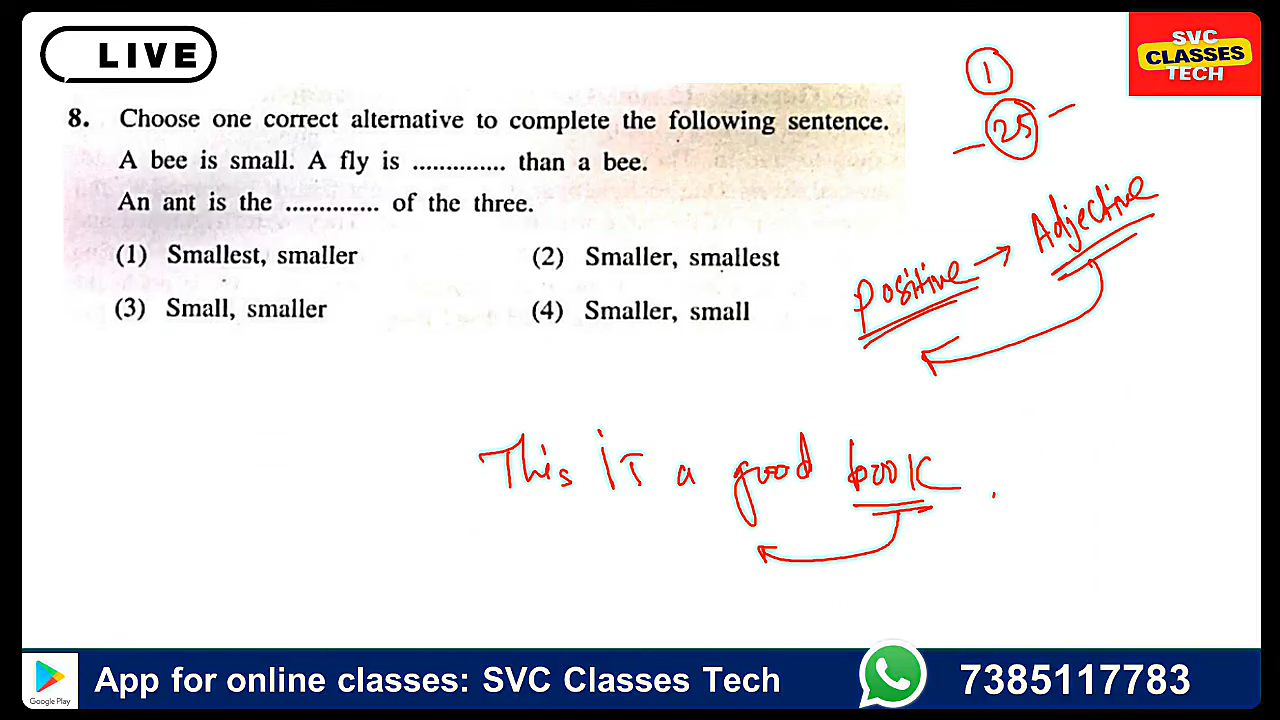 LIVE
SVC
CLASSES
TECH
8. Choose one correct alternative to complete the following sentence.
A bee is small. A fly is .............. than a bee.
An ant is the .............. of the three.
(1) Smallest, smaller
(2) Smaller, smallest
(3) Small, smaller
(4) Smaller, small
1
25
Positive → Adjective
This is a good book.
Google Play
App for online classes: SVC Classes Tech
7385117783